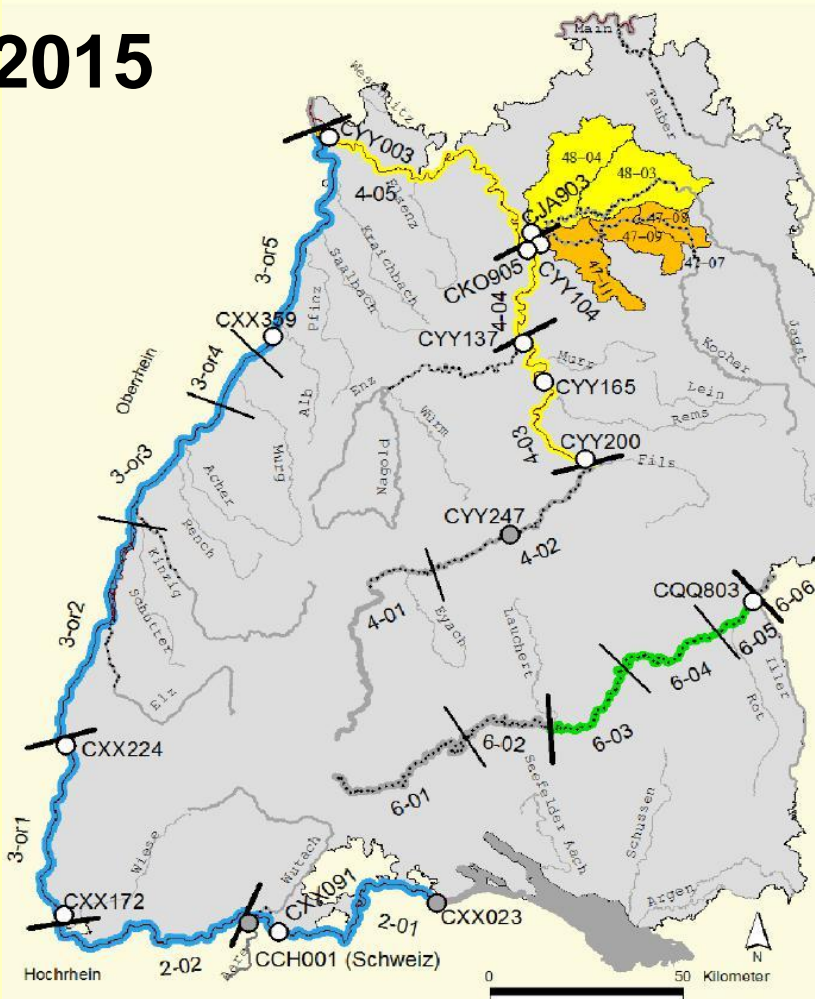 2015
Main
Weschnitz
Tauber
CYY003
48-04
48-03
4-05
Elsenz
CJA903
47-08
47-09
47-07
47-11
Kraichbach
Saalbach
3-or5
Pfinz
CKO905
CYY104
4-04
CXX359
CYY137
Kocher
Jagst
Oberrhein
3-or4
Enz
Murr
CYY165
Lein
Rems
Alb
Würm
4-03
CYY200
Fils
3-or3
Murg
Acher
Nagold
Rench
CYY247
4-02
Kinzig
CQQ803
6-06
Schutter
3-or2
4-01
Eyach
Lauchert
6-05
Iller
6-04
Rot
Elz
6-02
6-03
CXX224
6-01
Seefelder Aach
Schussen
3-or1
Wiese
Wutach
CXX172
CXX091
CXX023
Argen
2-01
2-02
Aare
CCH001 (Schweiz)
Hochrhein
N
0 50 Kilometer